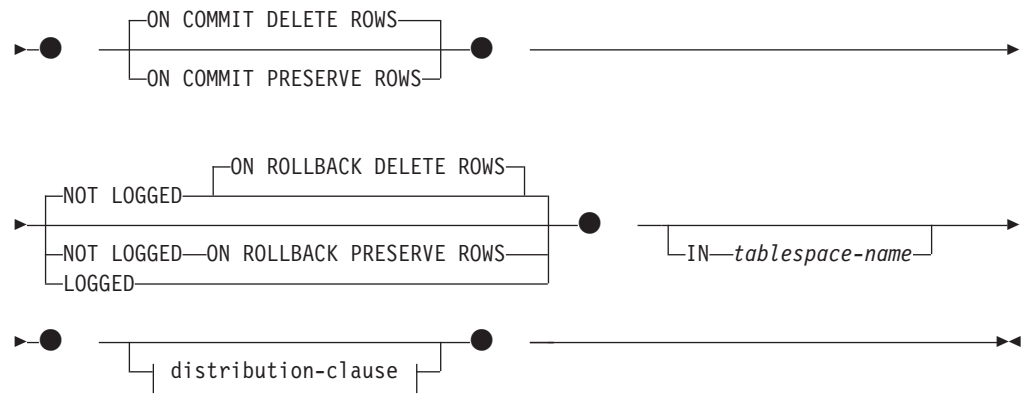 ON COMMIT DELETE ROWS
ON COMMIT PRESERVE ROWS
ON ROLLBACK DELETE ROWS
NOT LOGGED
NOT LOGGED ON ROLLBACK PRESERVE ROWS
LOGGED
IN tablespace-name
distribution-clause